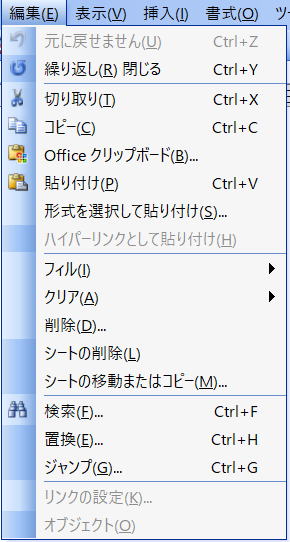 編集(E) 表示(V) 挿入(I) 書式(O)
元に戻せません(U) Ctrl+Z
繰り返し(R) 閉じる Ctrl+Y
切り取り(T) Ctrl+X
コピー(C) Ctrl+C
Office クリップボード(B)...
貼り付け(P) Ctrl+V
形式を選択して貼り付け(S)...
ハイパーリンクとして貼り付け(H)
フィル(I)
クリア(A)
削除(D)...
シートの削除(L)
シートの移動またはコピー(M)...
検索(F)... Ctrl+F
置換(E)... Ctrl+H
ジャンプ(G)... Ctrl+G
リンクの設定(K)...
オブジェクト(O)